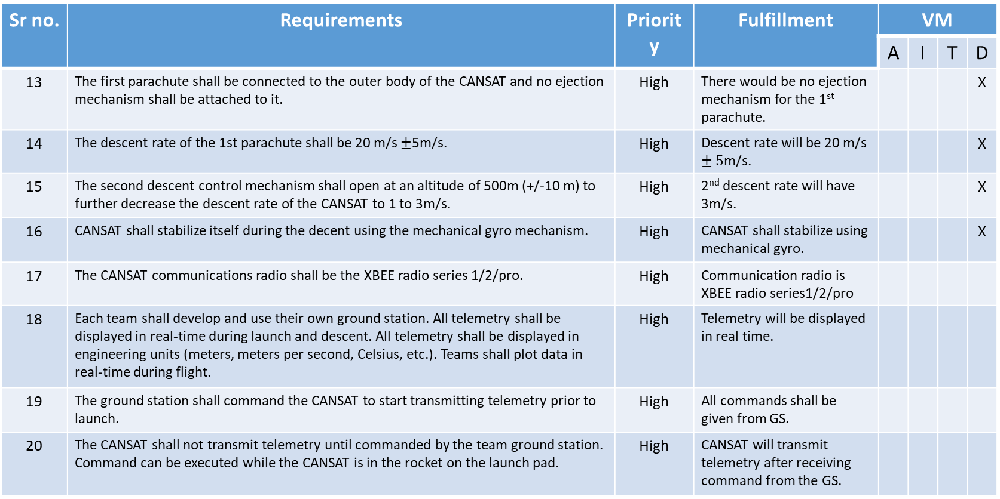 Sr no. Requirements Priorit Fulfillment VM
y
A I T D
13 The first parachute shall be connected to the outer body of the CANSAT and no ejection High There would be no ejection X
mechanism shall be attached to it. mechanism for the 1st
parachute.
14 The descent rate of the 1st parachute shall be 20 m/s ±5m/s. High Descent rate will be 20 m/s X
± 5m/s.
15 The second descent control mechanism shall open at an altitude of 500m (+/-10 m) to High 2nd descent rate will have X
further decrease the descent rate of the CANSAT to 1 to 3m/s. 3m/s.
16 CANSAT shall stabilize itself during the decent using the mechanical gyro mechanism. High CANSAT shall stabilize using X
mechanical gyro.
17 The CANSAT communications radio shall be the XBEE radio series 1/2/pro. High Communication radio is
XBEE radio series1/2/pro
18 Each team shall develop and use their own ground station. All telemetry shall be High Telemetry will be displayed
displayed in real-time during launch and descent. All telemetry shall be displayed in in real time.
engineering units (meters, meters per second, Celsius, etc.). Teams shall plot data in
real-time during flight.
19 The ground station shall command the CANSAT to start transmitting telemetry prior to High All commands shall be
launch. given from GS.
20 The CANSAT shall not transmit telemetry until commanded by the team ground station. High CANSAT will transmit
Command can be executed while the CANSAT is in the rocket on the launch pad. telemetry after receiving
command from the GS.